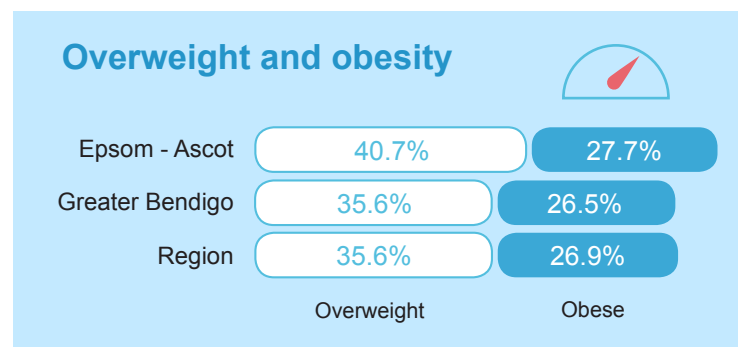 Overweight and obesity
Epsom - Ascot 40.7% 27.7%
Greater Bendigo 35.6% 26.5%
Region 35.6% 26.9%
Overweight Obese